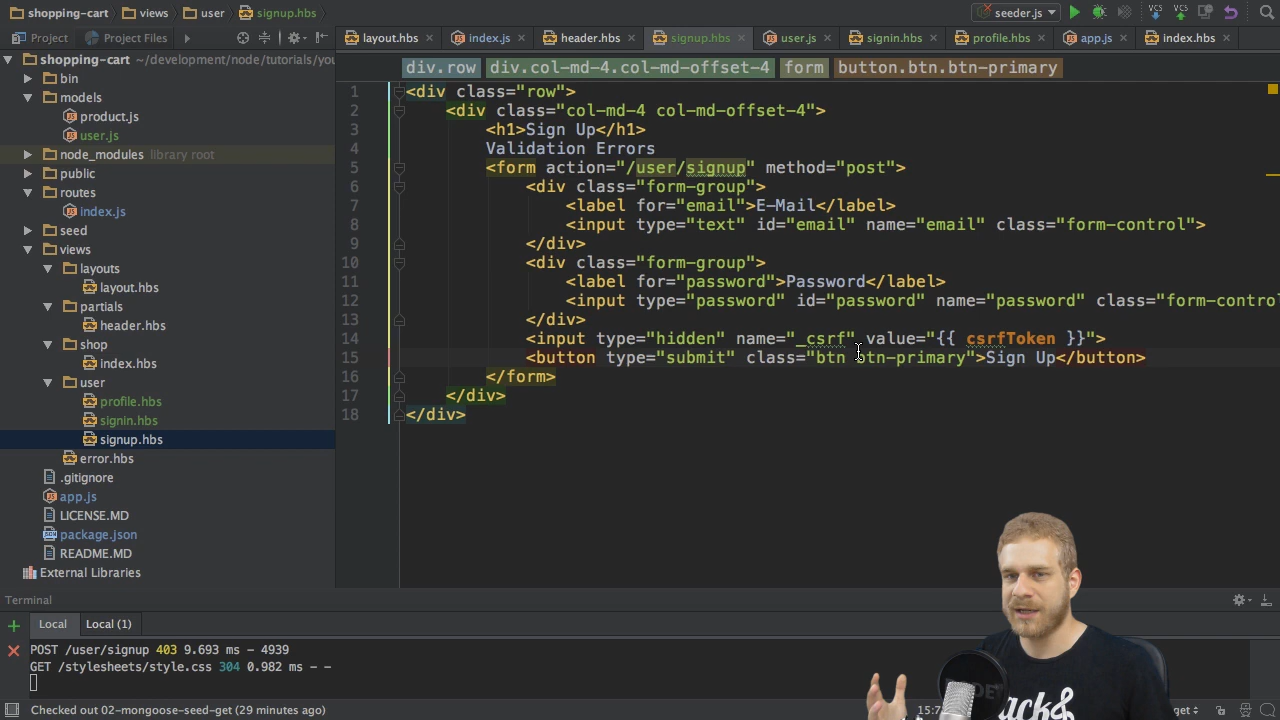 shopping-cart views user signup.hbs seeder.js VCS VCS
Project Project Files layout.hbs index.js header.hbs signup.hbs user.js signin.hbs profile.hbs app.js index.hbs
shopping-cart ~/development/node/tutorials/you
bin
models
product.js
user.js
node_modules library root
public
routes
index.js
seed
views
layouts
layout.hbs
partials
header.hbs
shop
index.hbs
user
profile.hbs
signin.hbs
signup.hbs
error.hbs
.gitignore
app.js
LICENSE.MD
package.json
README.MD
External Libraries
div.row div.col-md-4.col-md-offset-4 form button.btn.btn-primary
1 <div class="row">
2 <div class="col-md-4 col-md-offset-4">
3 <h1>Sign Up</h1>
4 Validation Errors
5 <form action="/user/signup" method="post">
6 <div class="form-group">
7 <label for="email">E-Mail</label>
8 <input type="text" id="email" name="email" class="form-control">
9 </div>
10 <div class="form-group">
11 <label for="password">Password</label>
12 <input type="password" id="password" name="password" class="form-control
13 </div>
14 <input type="hidden" name="_csrf" value="{{ csrfToken }}">
15 <button type="submit" class="btn btn-primary">Sign Up</button>
16 </form>
17 </div>
18 </div>
Terminal
Local Local (1)
POST /user/signup 403 9.693 ms - 4939
GET /stylesheets/style.css 304 0.982 ms - -
Checked out 02-mongoose-seed-get (29 minutes ago) 15:7 get